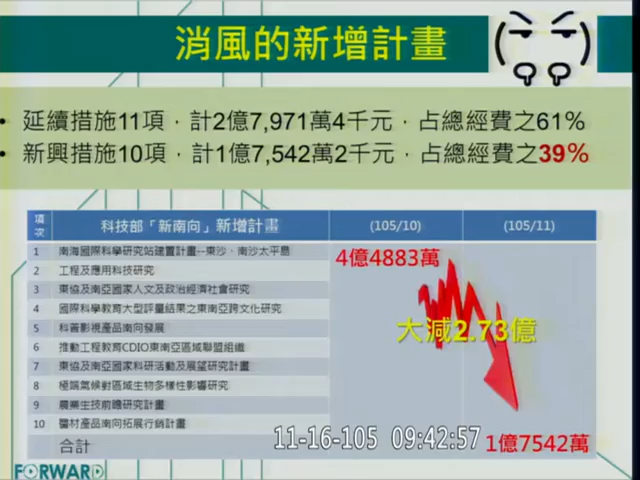 消風的新增計畫
• 延續措施11項，計2億7,971萬4千元，占總經費之61%
• 新興措施10項，計1億7,542萬2千元，占總經費之39%
項次 科技部「新南向」新增計畫 (105/10) (105/11)
1 南海國際科學研究站建置計畫--東沙、南沙太平島
2 工程及應用科技研究
3 東協及南亞國家人文及政治經濟社會研究
4 國際科學教育大型評量結果之東南亞跨文化研究
5 科普影視產品南向發展
6 推動工程教育CDIO東南亞區域聯盟組織
7 東協及南亞國家科研活動及展望研究計畫
8 極端氣候對區域生物多樣性影響研究
9 農業生技前瞻研究計畫
10 醫材產品南向拓展行銷計畫
合計
4億4883萬
大減2.73億
1億7542萬
11-16-105 09:42:57
FORWARD